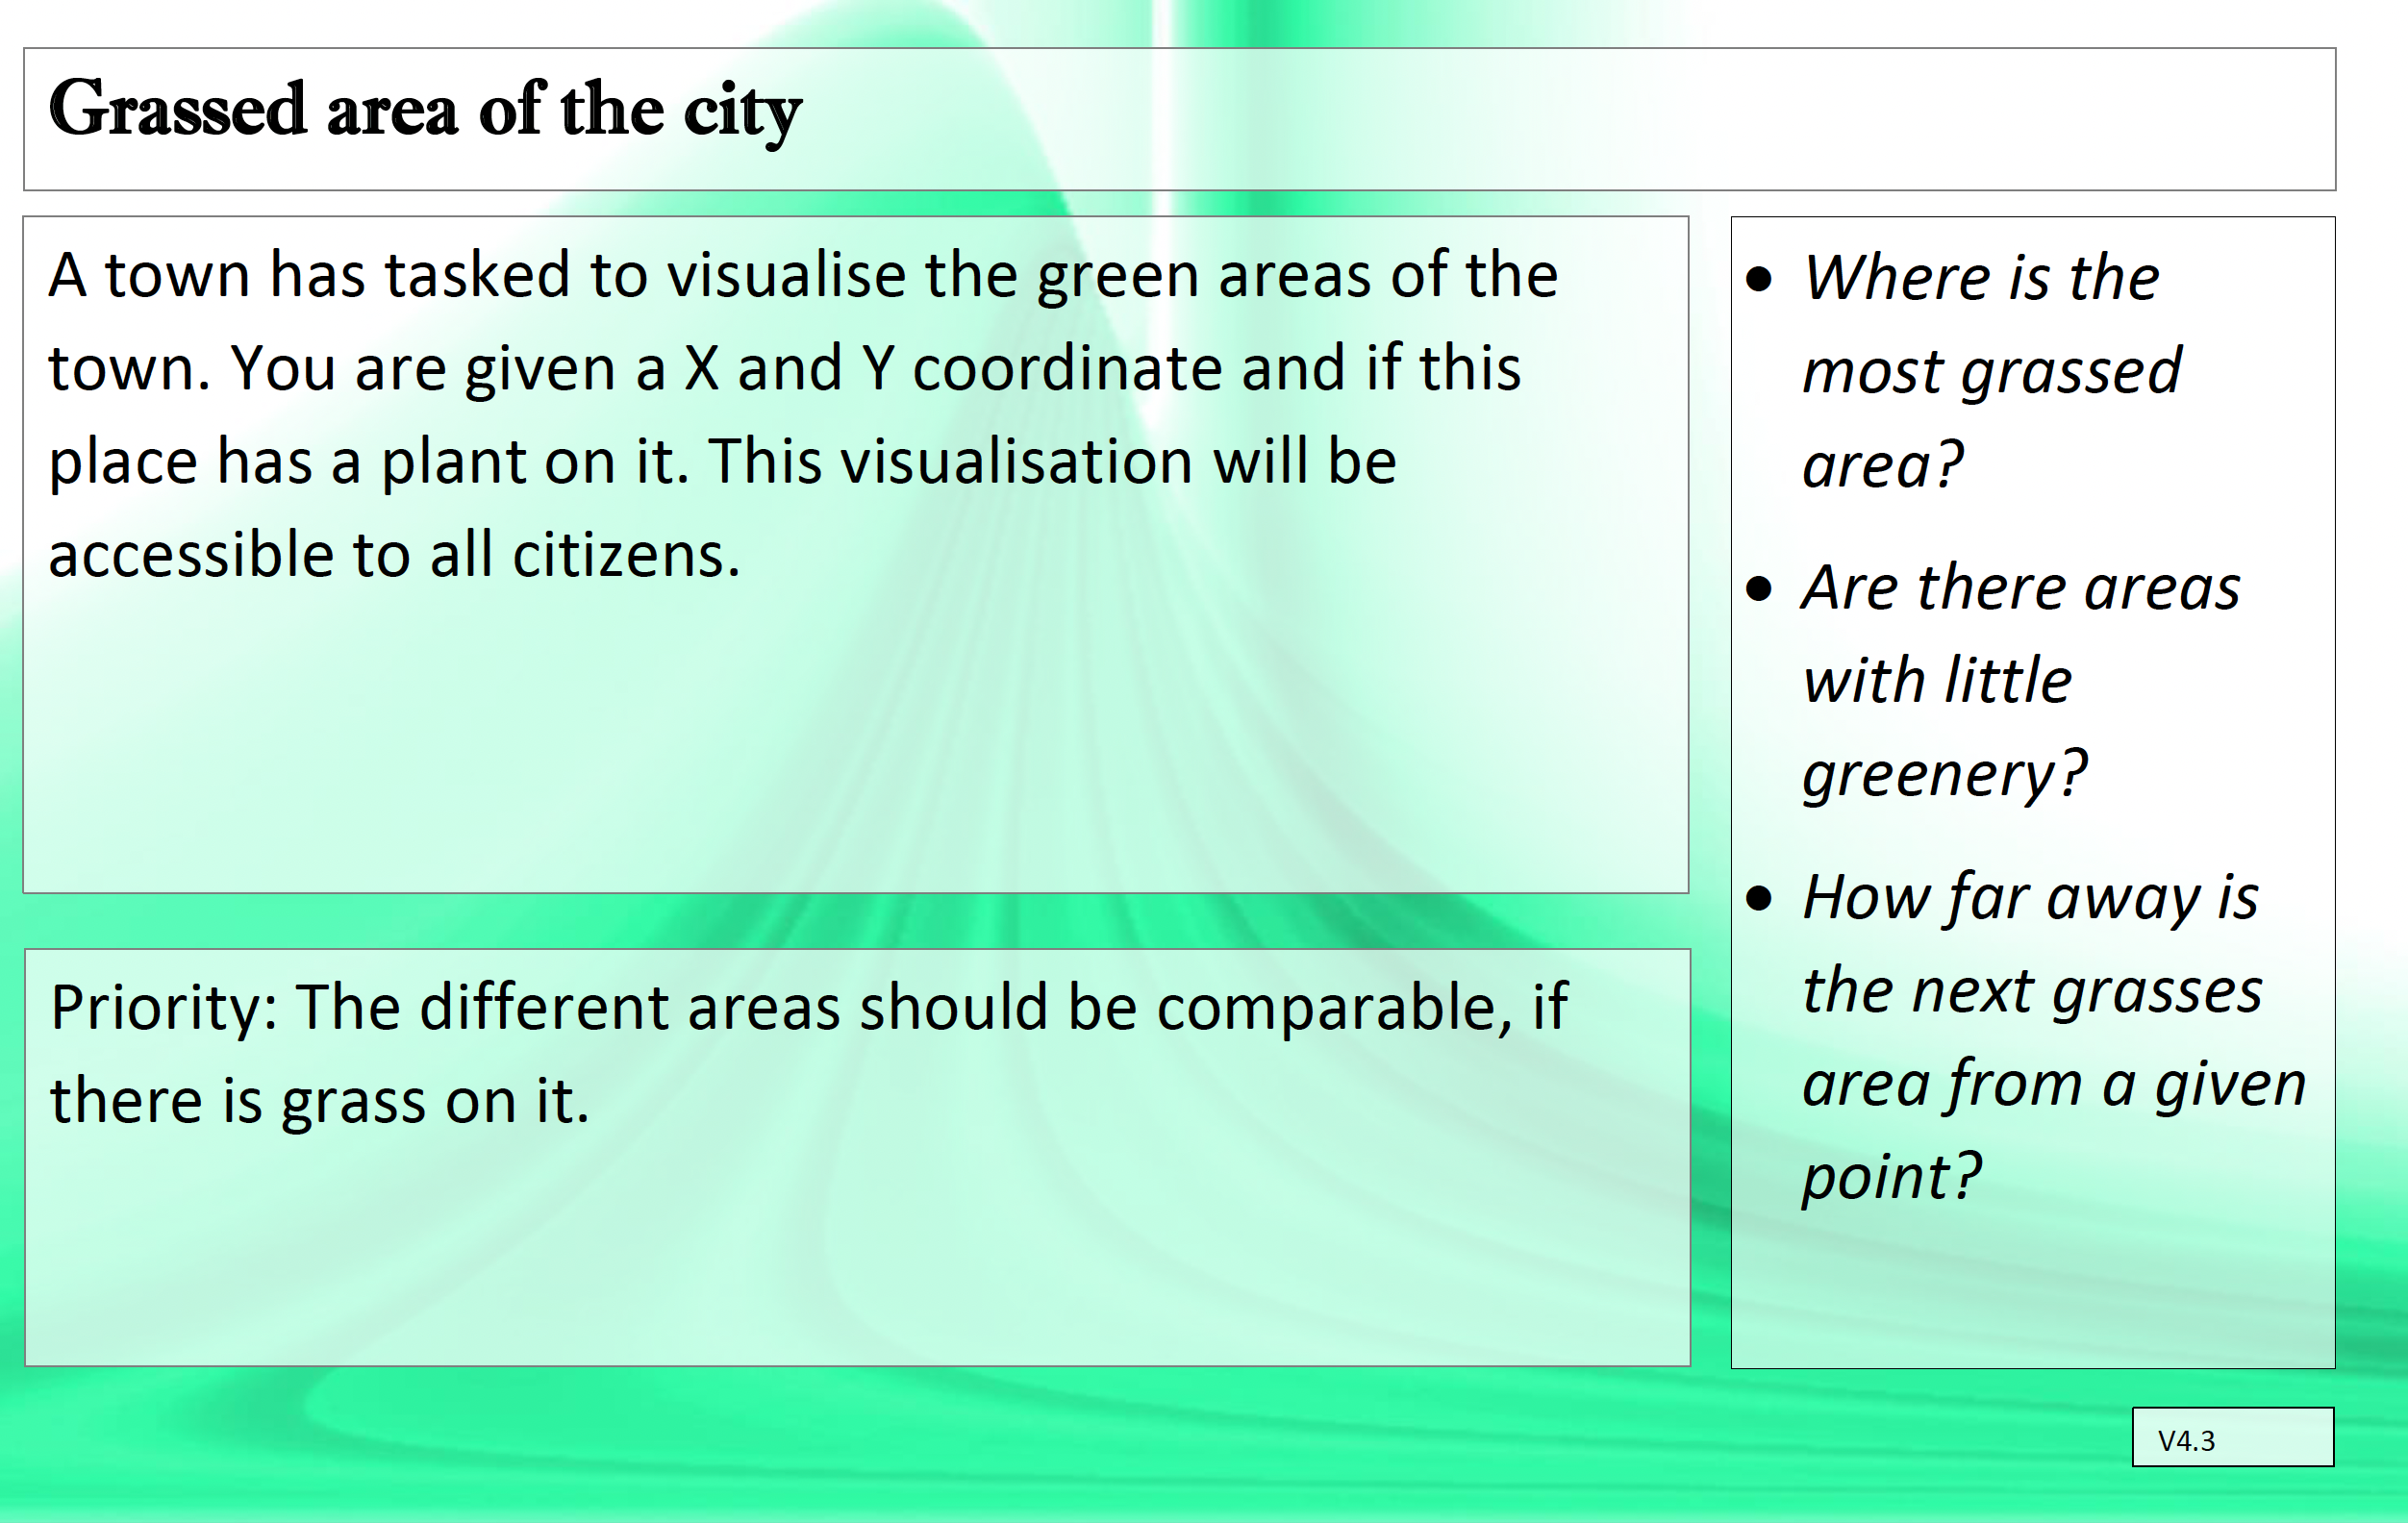 Grassed area of the city
A town has tasked to visualise the green areas of the
town. You are given a X and Y coordinate and if this
place has a plant on it. This visualisation will be
accessible to all citizens.
Priority: The different areas should be comparable, if
there is grass on it.
• Where is the
most grassed
area?
• Are there areas
with little
greenery?
• How far away is
the next grasses
area from a given
point?
V4.3